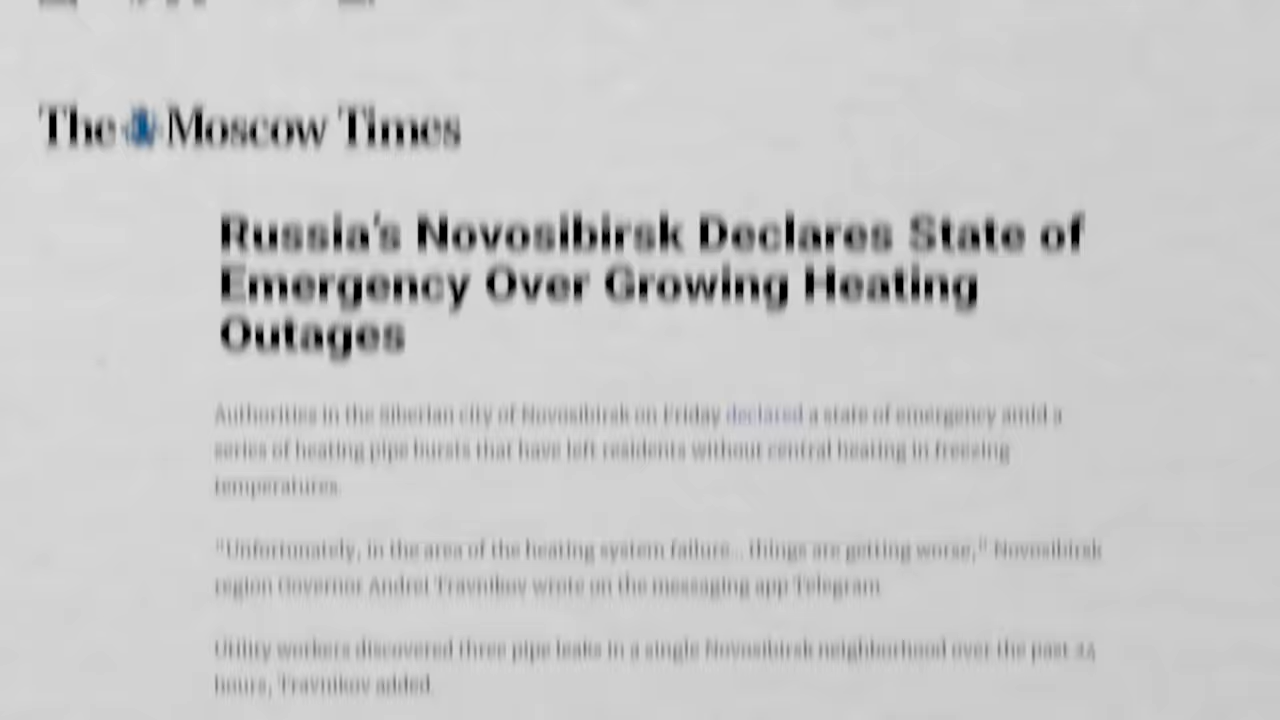 The Moscow Times
Russia's Novosibirsk Declares State of
Emergency Over Growing Heating
Outages
Authorities in the Siberian city of Novosibirsk on Friday declared a state of emergency amid a
series of heating pipe bursts that have left residents without central heating in freezing
temperatures.
"Unfortunately, in the area of the heating system failure... things are getting worse," Novosibirsk
region Governor Andrei Travnikov wrote on the messaging app Telegram.
Utility workers discovered three pipe leaks in a single Novosibirsk neighborhood over the past 24
hours, Travnikov added.